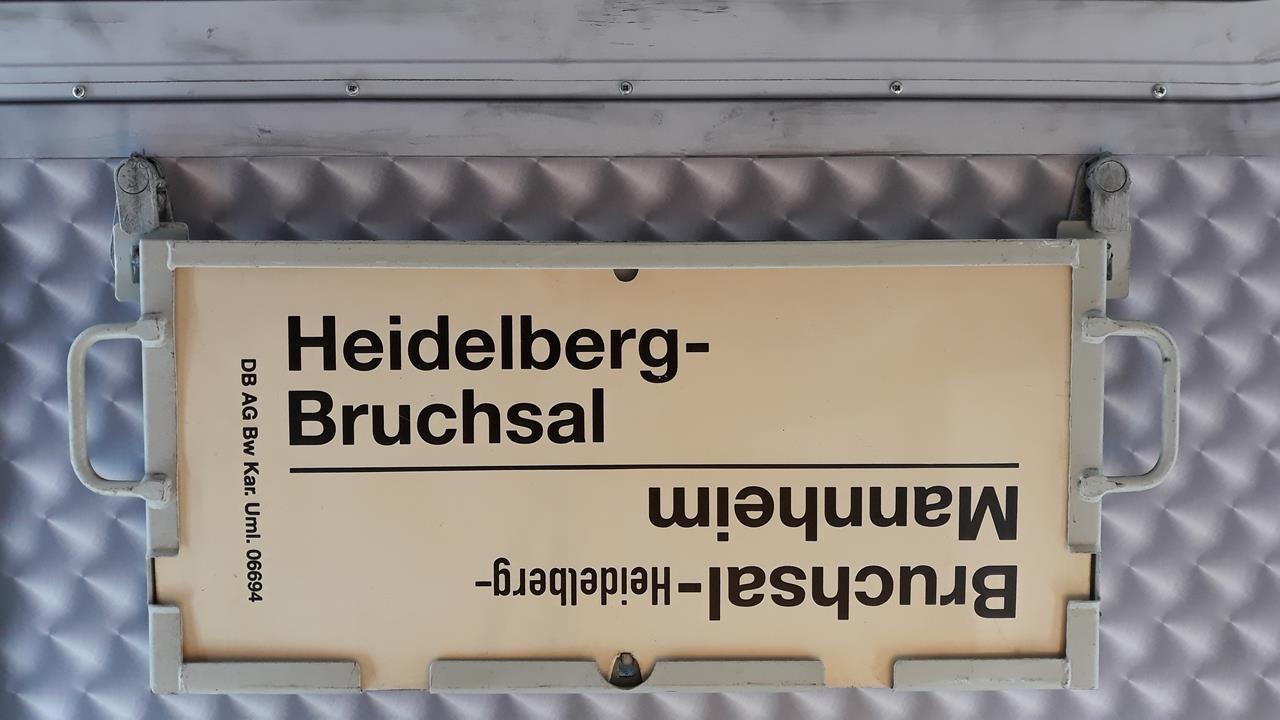 Heidelberg-
Bruchsal
Bruchsal-Heidelberg-
Mannheim
DB AG Bw Kar. Uml. 06694